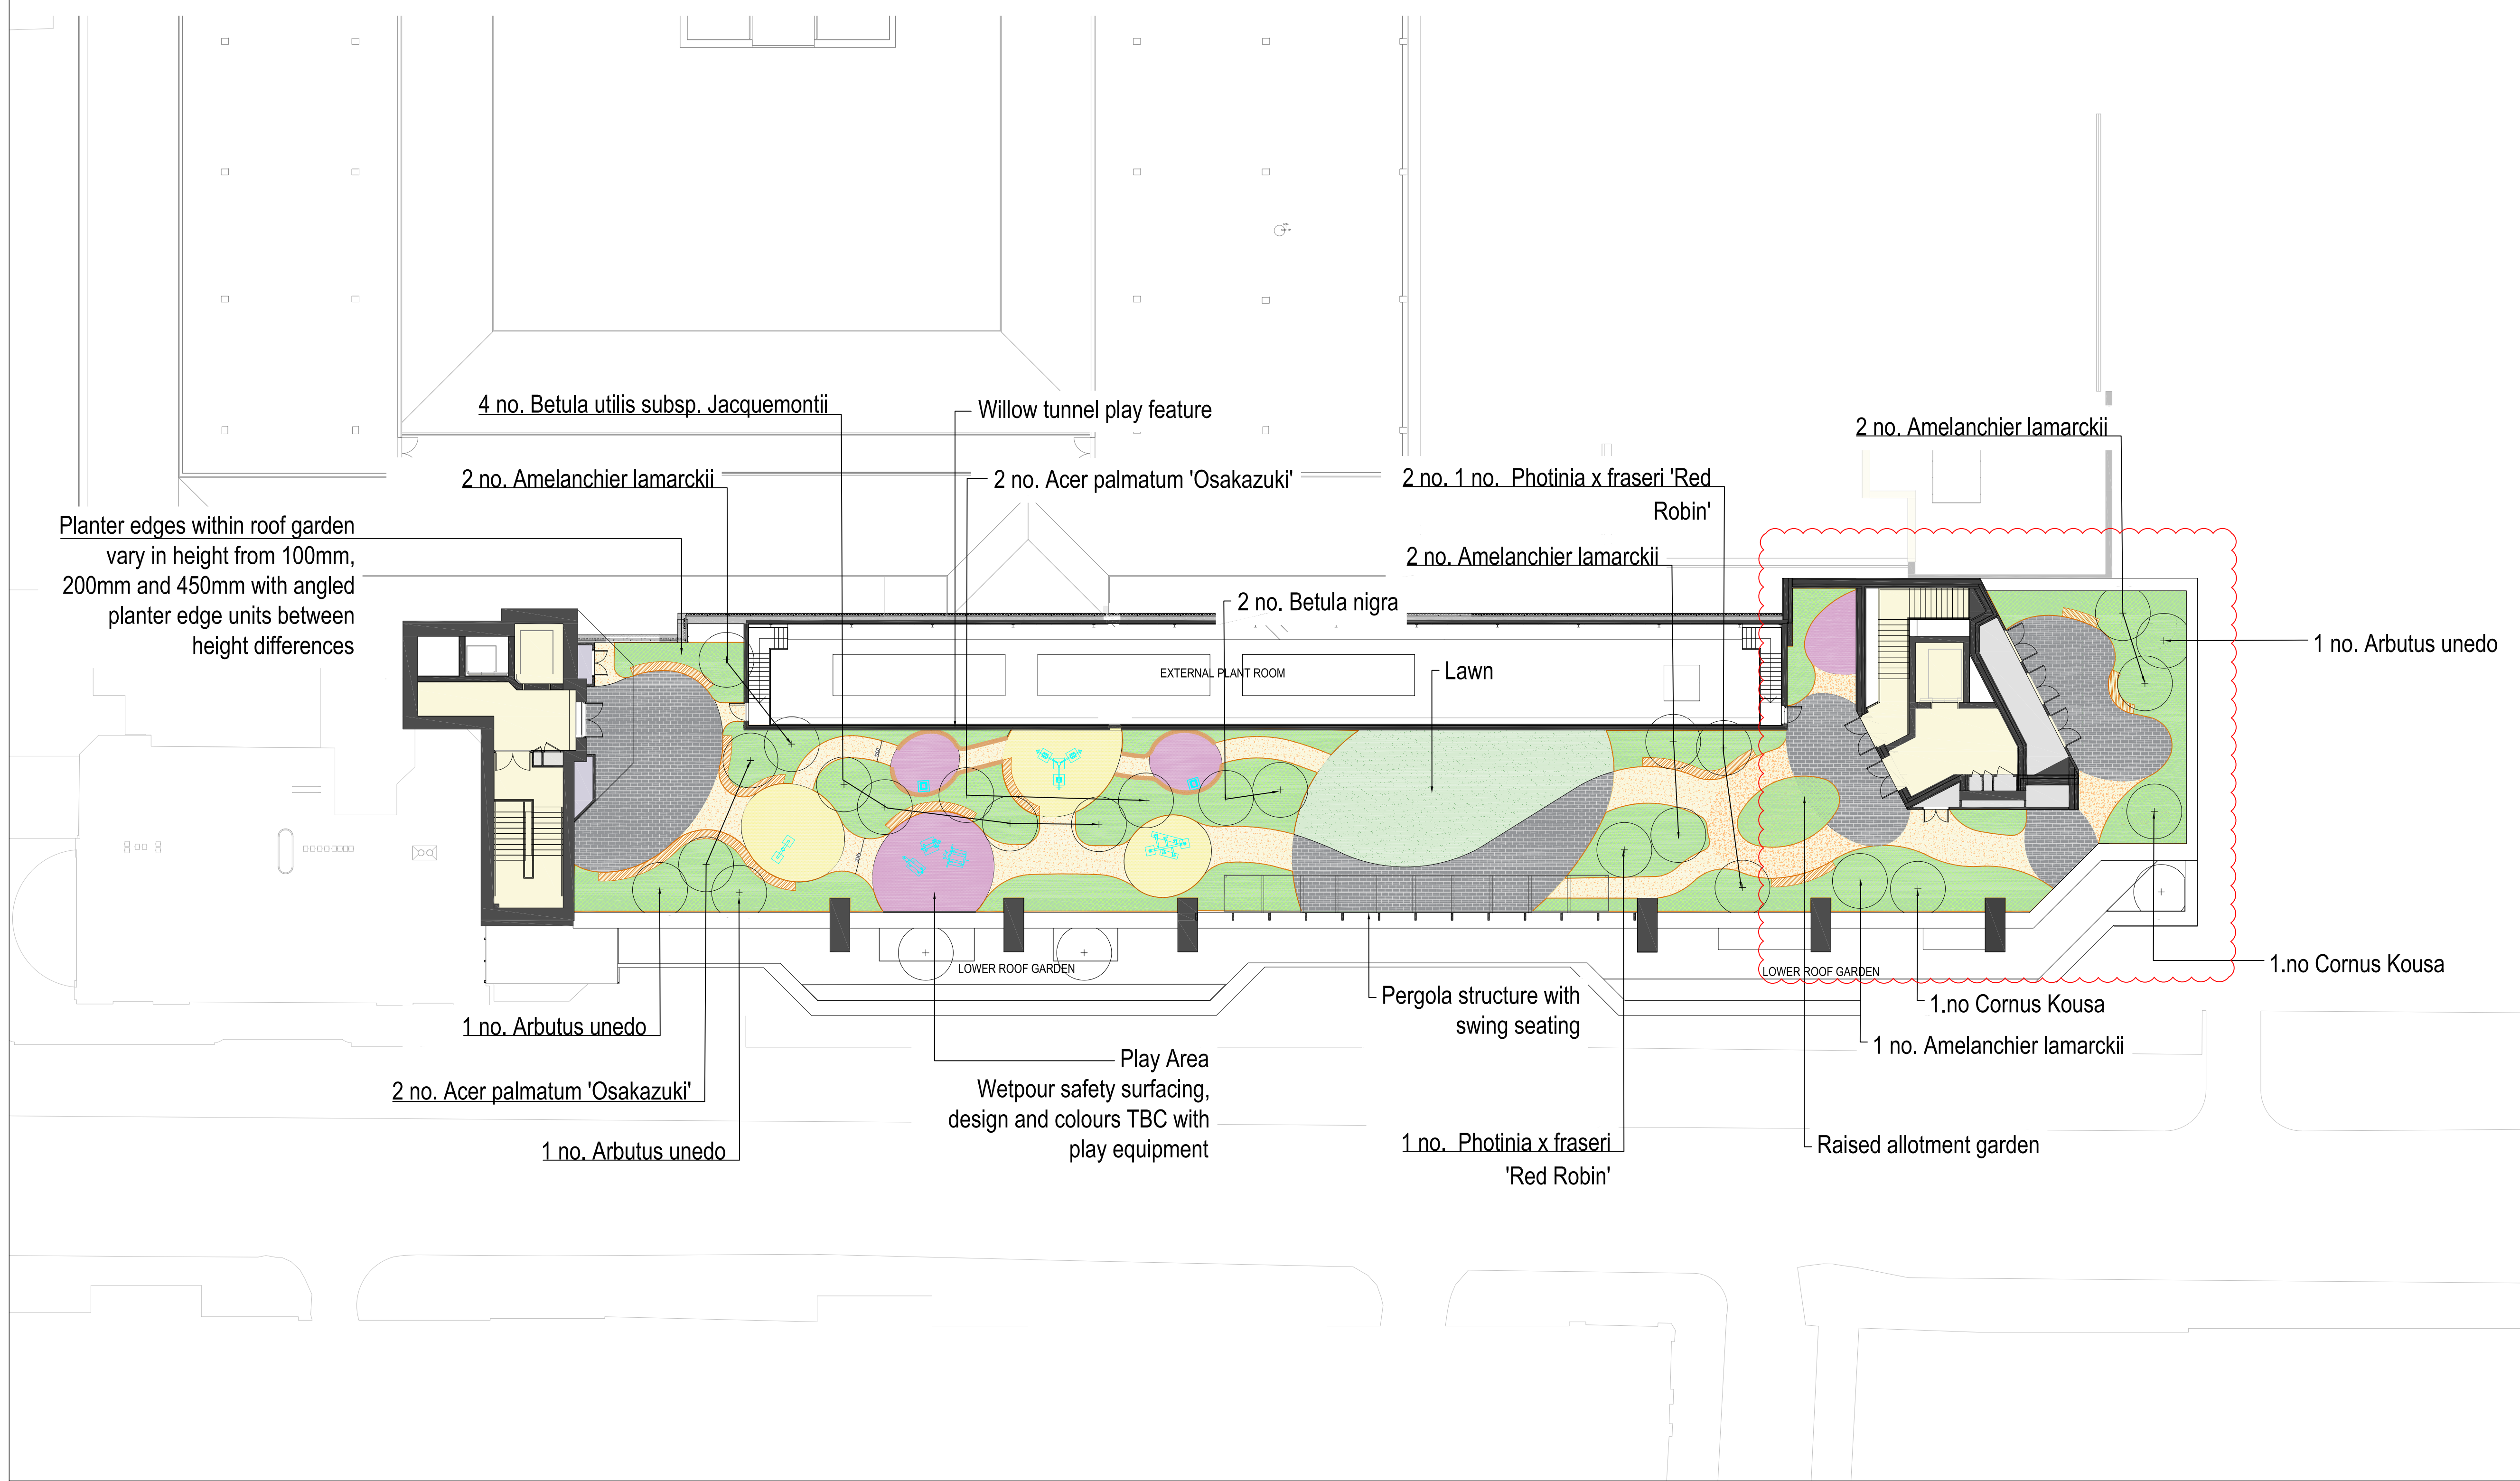 4 no. Betula utilis subsp. Jacquemontii
Willow tunnel play feature
2 no. Amelanchier lamarckii
2 no. Amelanchier lamarckii
2 no. Acer palmatum 'Osakazuki'
2 no. 1 no.  Photinia x fraseri 'Red
Robin'
Planter edges within roof garden
vary in height from 100mm,
200mm and 450mm with angled
planter edge units between
height differences
2 no. Amelanchier lamarckii
2 no. Betula nigra
1 no. Arbutus unedo
EXTERNAL PLANT ROOM
Lawn
LOWER ROOF GARDEN
LOWER ROOF GARDEN
1.no Cornus Kousa
Pergola structure with
swing seating
1.no Cornus Kousa
1 no. Arbutus unedo
1 no. Amelanchier lamarckii
Play Area
Wetpour safety surfacing,
design and colours TBC with
play equipment
2 no. Acer palmatum 'Osakazuki'
1 no. Arbutus unedo
1 no.  Photinia x fraseri
'Red Robin'
Raised allotment garden